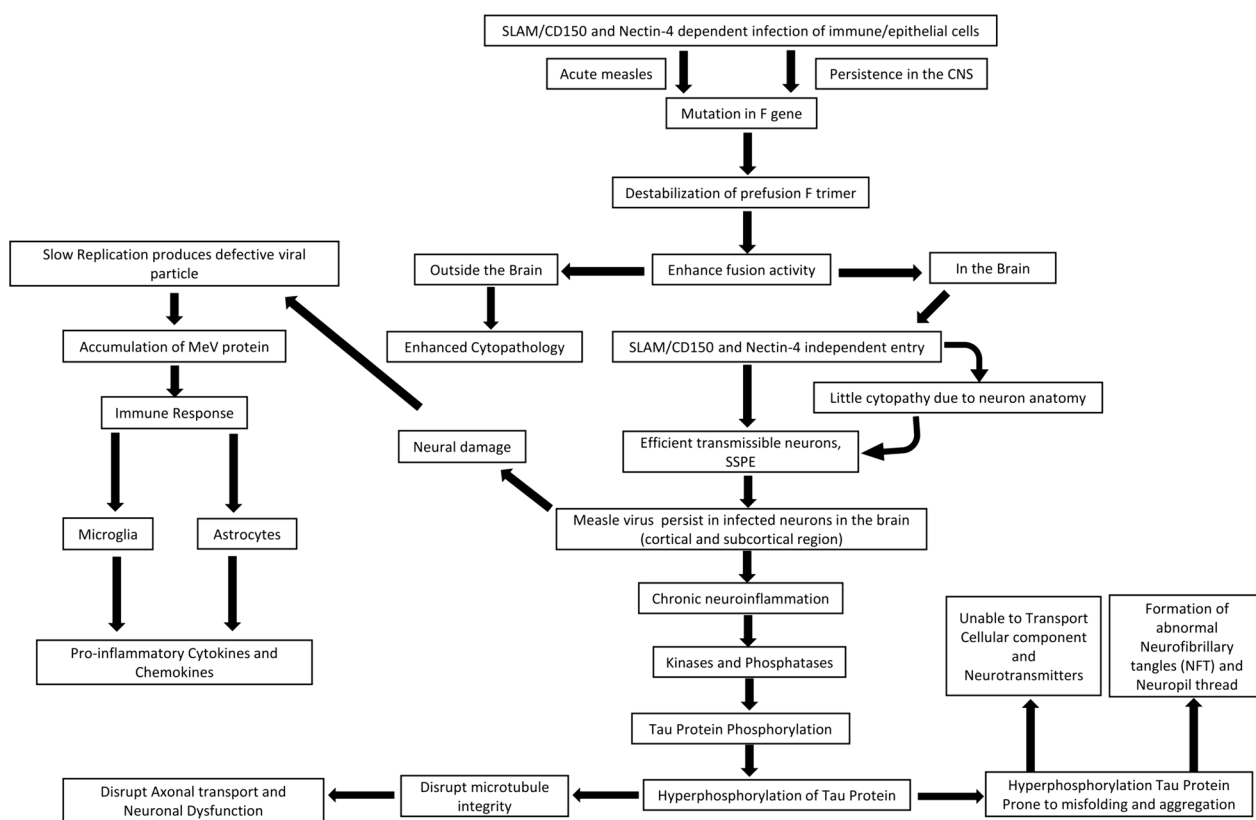 SLAM/CD150 and Nectin-4 dependent infection of immune/epithelial cells
Acute measles
Persistence in the CNS
Mutation in F gene
Destabilization of prefusion F trimer
Slow Replication produces defective viral
particle
Outside the Brain
Enhance fusion activity
In the Brain
Accumulation of MeV protein
Enhanced Cytopathology
SLAM/CD150 and Nectin-4 independent entry
Little cytopathy due to neuron anatomy
Immune Response
Neural damage
Efficient transmissible neurons,
SSPE
Microglia
Astrocytes
Measle virus  persist in infected neurons in the brain
(cortical and subcortical region)
Chronic neuroinflammation
Unable to Transport
Cellular component
and
Neurotransmitters
Formation of
abnormal
Neurofibrillary
tangles (NFT) and
Neuropil thread
Pro-inflammatory Cytokines and
Chemokines
Kinases and Phosphatases
Tau Protein Phosphorylation
Disrupt Axonal transport and
Neuronal Dysfunction
Disrupt microtubule
integrity
Hyperphosphorylation of Tau Protein
Hyperphosphorylation Tau Protein
Prone to misfolding and aggregation